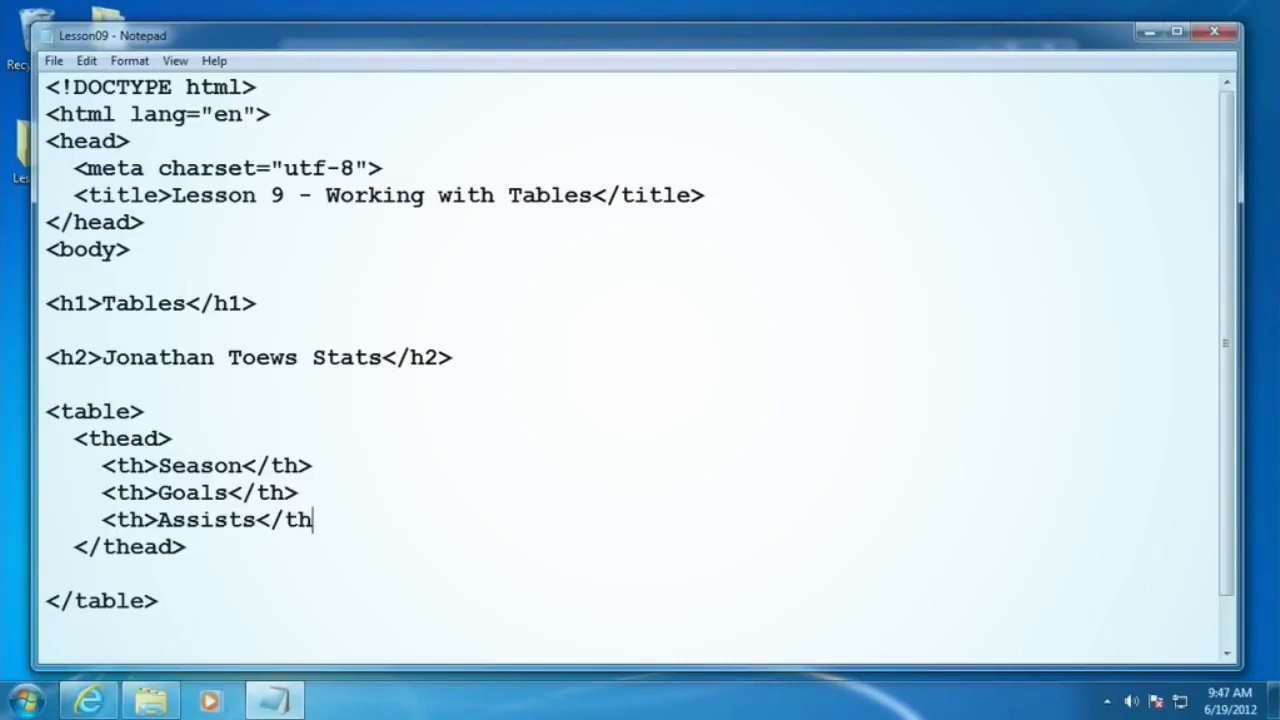 Lesson09 - Notepad
File Edit Format View Help
<!DOCTYPE html>
<html lang="en">
<head>
  <meta charset="utf-8">
  <title>Lesson 9 - Working with Tables</title>
</head>
<body>

<h1>Tables</h1>

<h2>Jonathan Toews Stats</h2>

<table>
  <thead>
    <th>Season</th>
    <th>Goals</th>
    <th>Assists</th
  </thead>

</table>
9:47 AM
6/19/2012